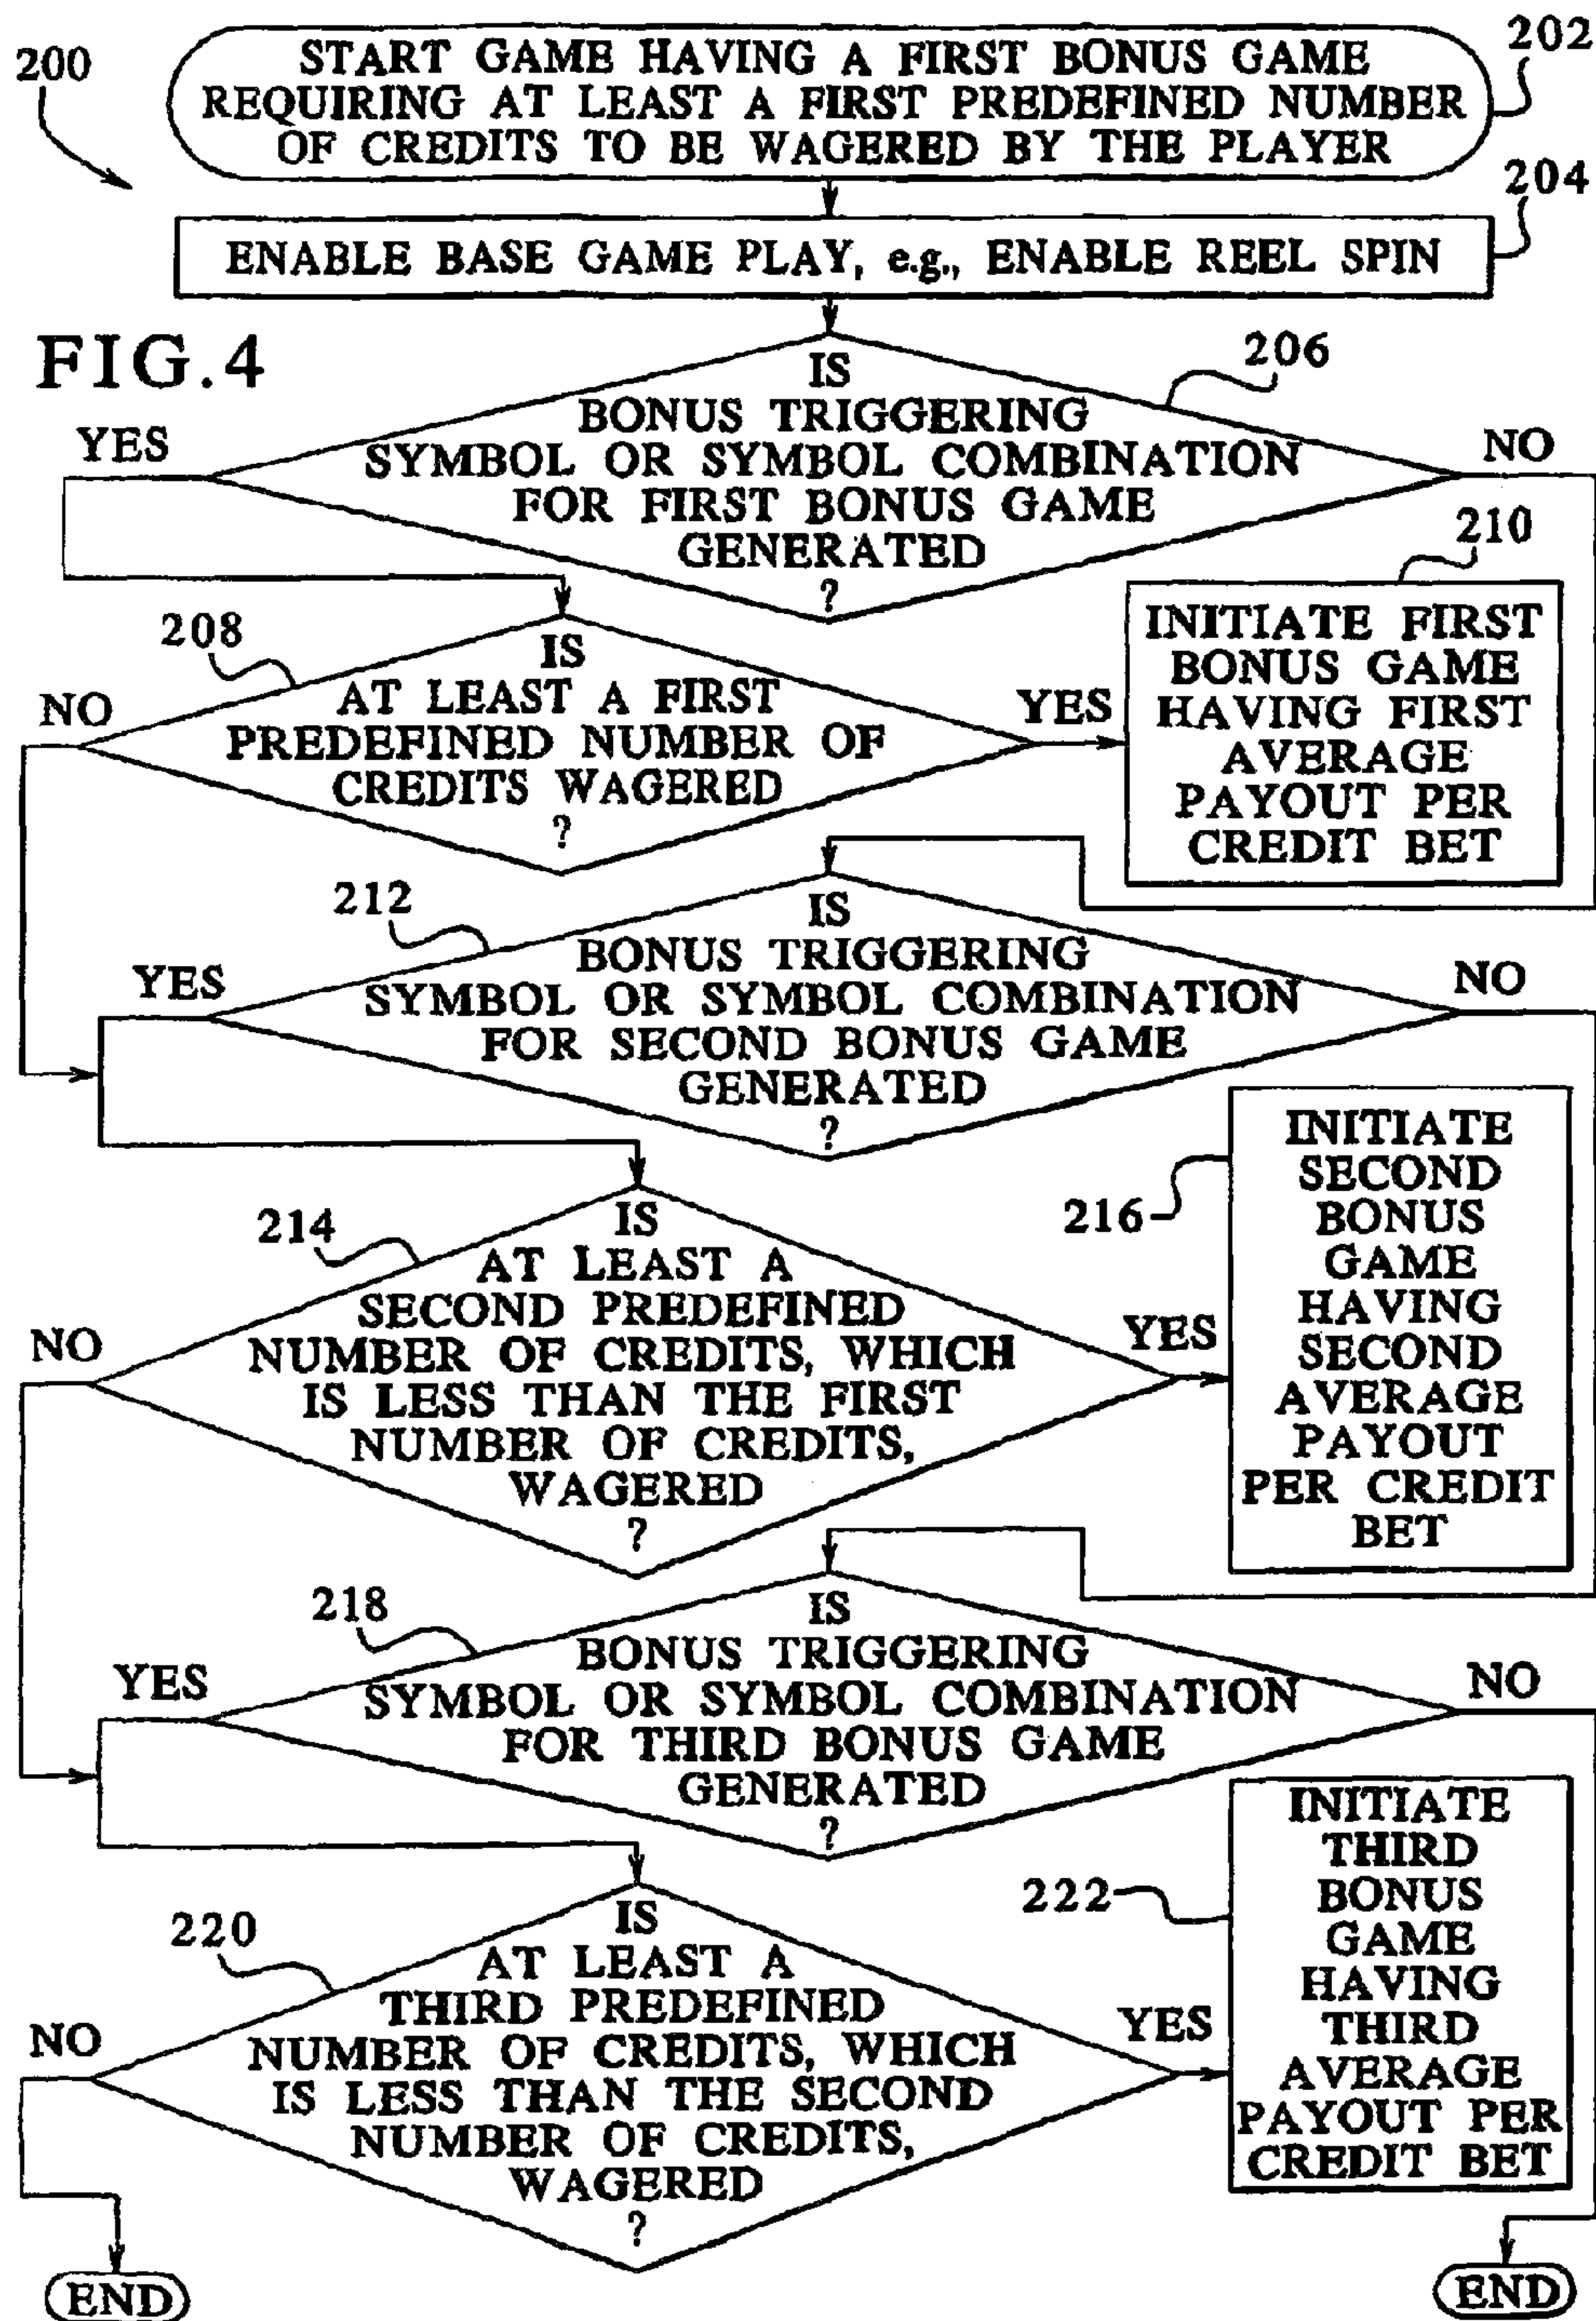 200
START GAME HAVING A FIRST BONUS GAME
REQUIRING AT LEAST A FIRST PREDEFINED NUMBER
OF CREDITS TO BE WAGERED BY THE PLAYER
202
204
ENABLE BASE GAME PLAY, e.g., ENABLE REEL SPIN
FIG.4
206
IS
BONUS TRIGGERING
SYMBOL OR SYMBOL COMBINATION
FOR FIRST BONUS GAME
GENERATED
?
YES
NO
208
IS
AT LEAST A FIRST
PREDEFINED NUMBER OF
CREDITS WAGERED
?
NO
YES
210
INITIATE FIRST
BONUS GAME
HAVING FIRST
AVERAGE
PAYOUT PER
CREDIT BET
212
IS
BONUS TRIGGERING
SYMBOL OR SYMBOL COMBINATION
FOR SECOND BONUS GAME
GENERATED
?
YES
NO
214
IS
AT LEAST A
SECOND PREDEFINED
NUMBER OF CREDITS, WHICH
IS LESS THAN THE FIRST
NUMBER OF CREDITS,
WAGERED
?
NO
YES
216
INITIATE
SECOND
BONUS
GAME
HAVING
SECOND
AVERAGE
PAYOUT
PER CREDIT
BET
218
IS
BONUS TRIGGERING
SYMBOL OR SYMBOL COMBINATION
FOR THIRD BONUS GAME
GENERATED
?
YES
NO
220
IS
AT LEAST A
THIRD PREDEFINED
NUMBER OF CREDITS, WHICH
IS LESS THAN THE SECOND
NUMBER OF CREDITS,
WAGERED
?
NO
YES
222
INITIATE
THIRD
BONUS
GAME
HAVING
THIRD
AVERAGE
PAYOUT PER
CREDIT BET
END
END